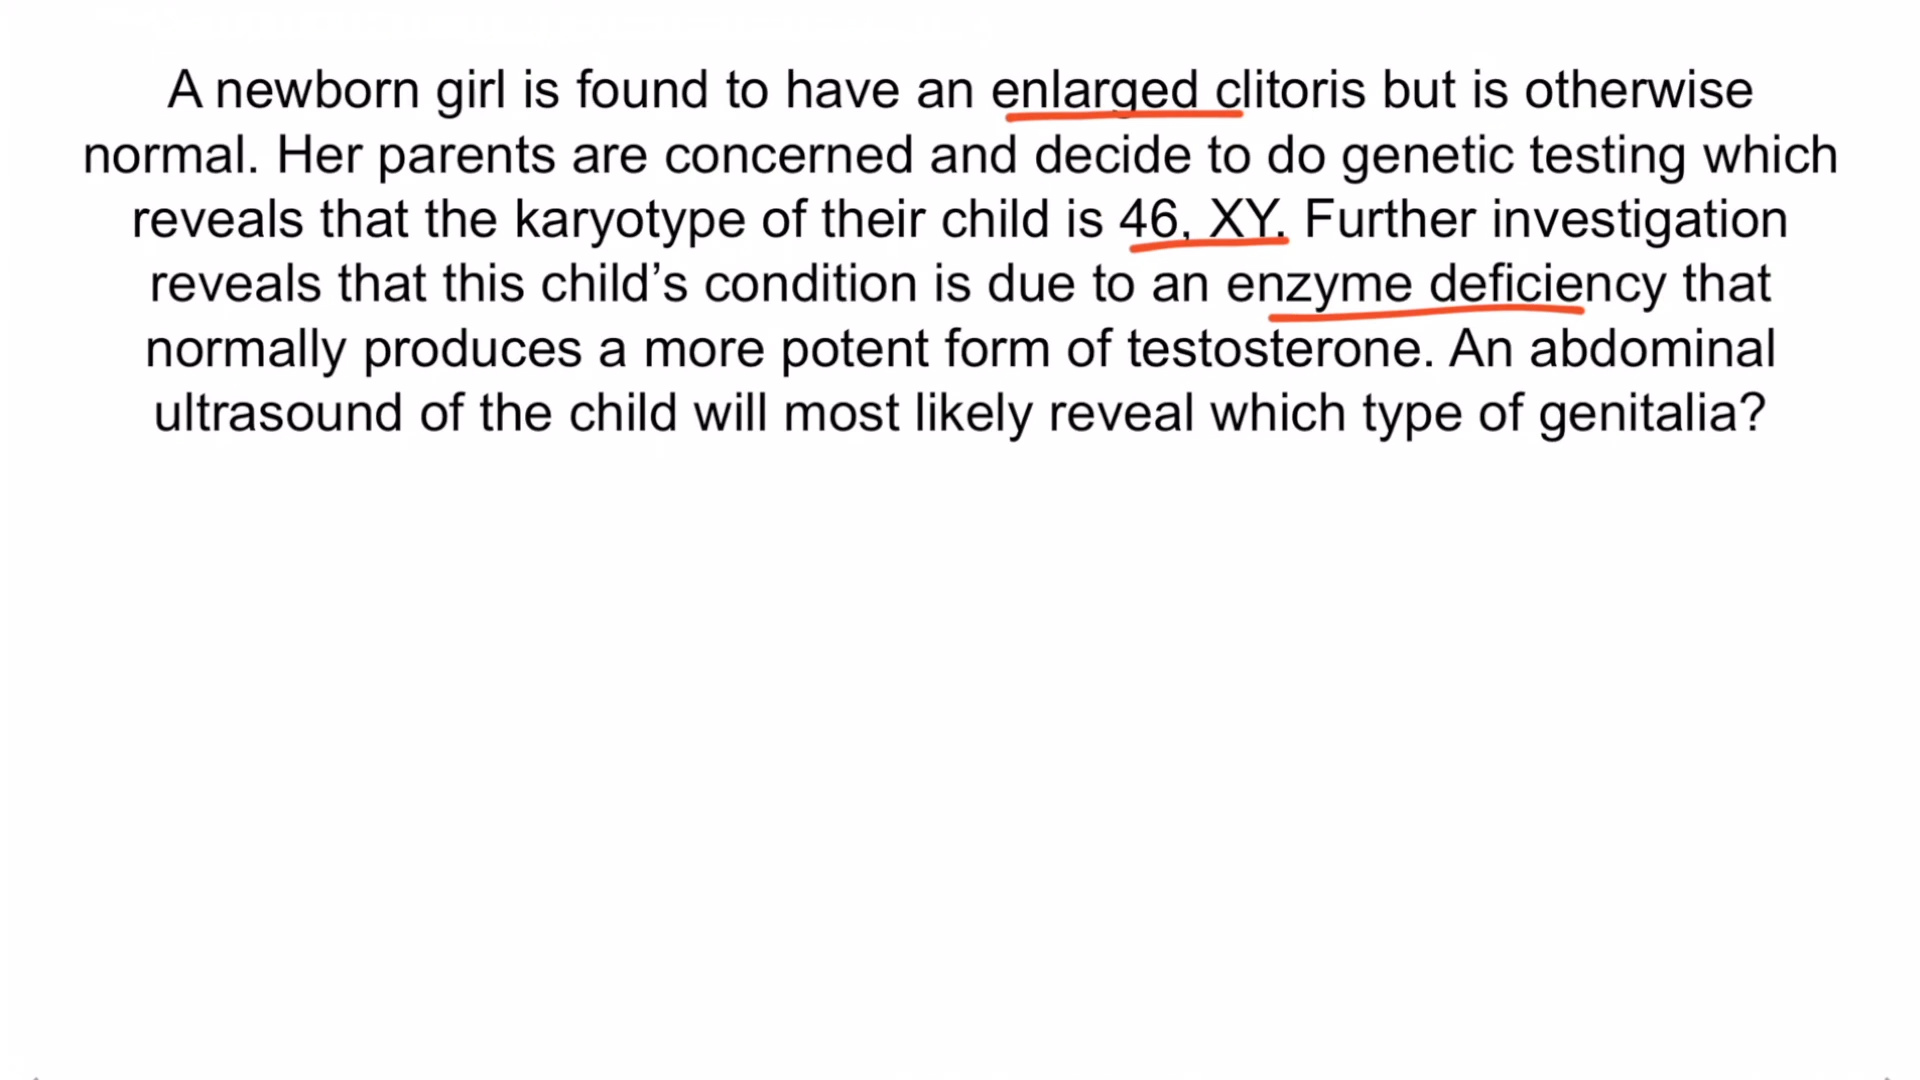 A newborn girl is found to have an enlarged clitoris but is otherwise
normal. Her parents are concerned and decide to do genetic testing which
reveals that the karyotype of their child is 46, XY. Further investigation
reveals that this child’s condition is due to an enzyme deficiency that
normally produces a more potent form of testosterone. An abdominal
ultrasound of the child will most likely reveal which type of genitalia?